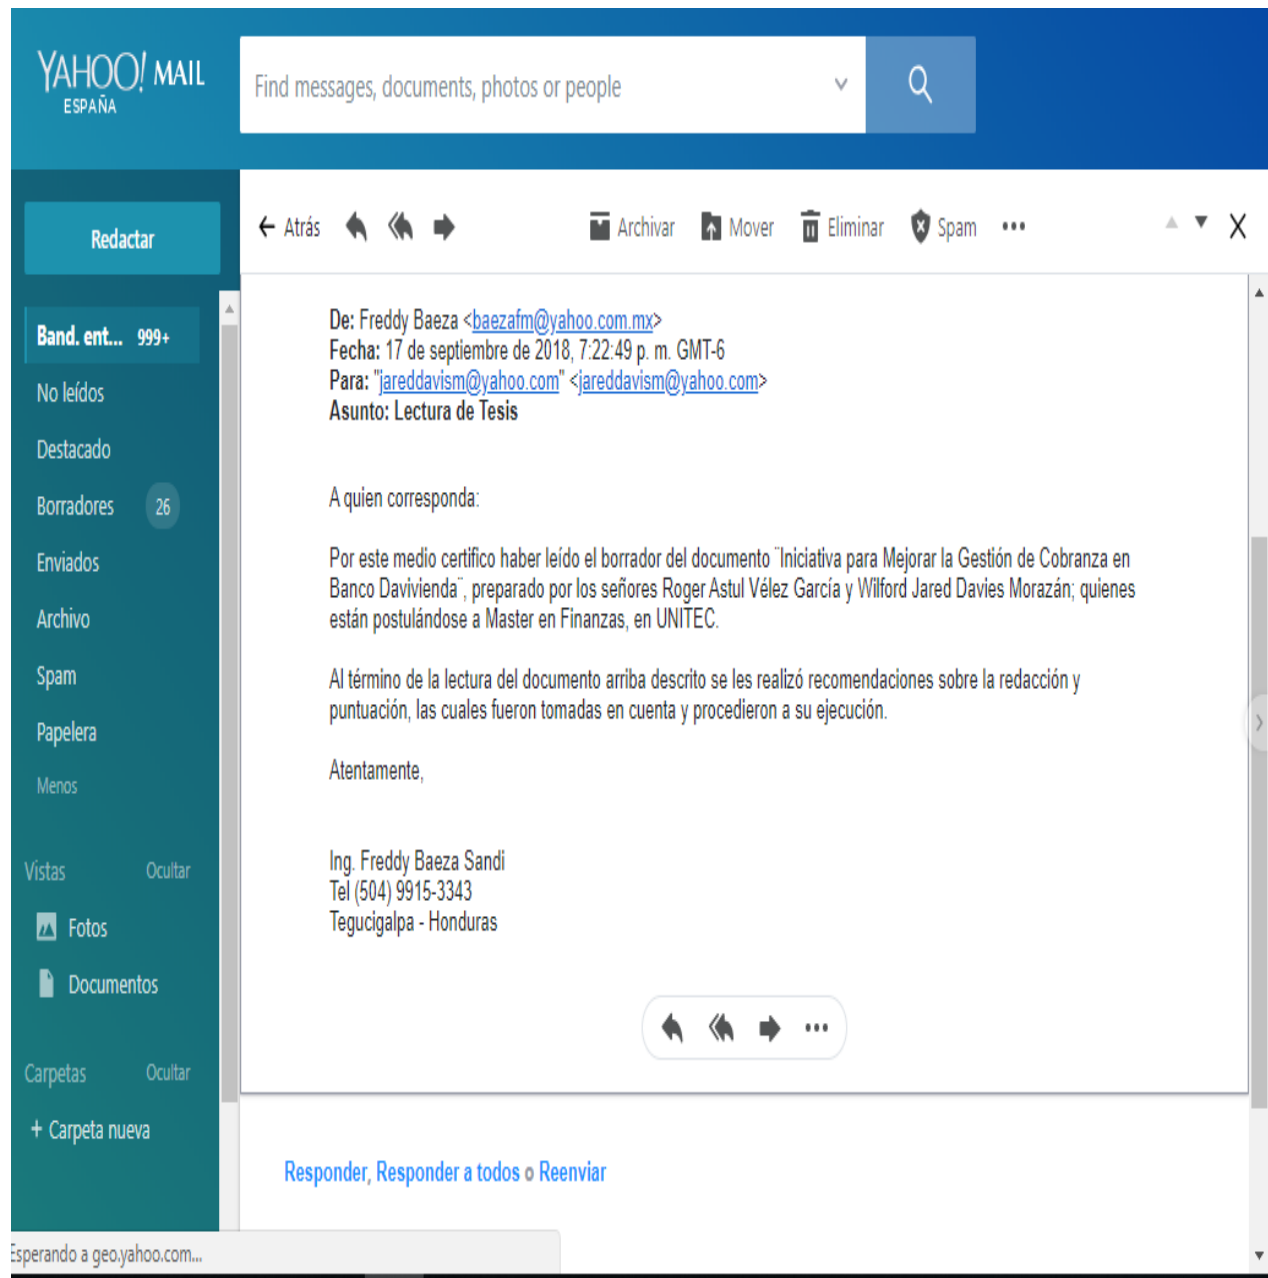 YAHOO! MAIL
ESPAÑA
Find messages, documents, photos or people
Redactar
Atrás Archivar Mover Eliminar Spam
Band. ent... 999+
No leídos
Destacado
Borradores 26
Enviados
Archivo
Spam
Papelera
Menos
Vistas Ocultar
Fotos
Documentos
Carpetas Ocultar
+ Carpeta nueva
De: Freddy Baeza <baezafm@yahoo.com.mx>
Fecha: 17 de septiembre de 2018, 7:22:49 p. m. GMT-6
Para: "jareddavism@yahoo.com" <jareddavism@yahoo.com>
Asunto: Lectura de Tesis
A quien corresponda:
Por este medio certifico haber leído el borrador del documento ¨Iniciativa para Mejorar la Gestión de Cobranza en
Banco Davivienda¨, preparado por los señores Roger Astul Vélez García y Wilford Jared Davies Morazán; quienes
están postulándose a Master en Finanzas, en UNITEC.
Al término de la lectura del documento arriba descrito se les realizó recomendaciones sobre la redacción y
puntuación, las cuales fueron tomadas en cuenta y procedieron a su ejecución.
Atentamente,
Ing. Freddy Baeza Sandi
Tel (504) 9915-3343
Tegucigalpa - Honduras
Responder, Responder a todos o Reenviar
Esperando a geo.yahoo.com...